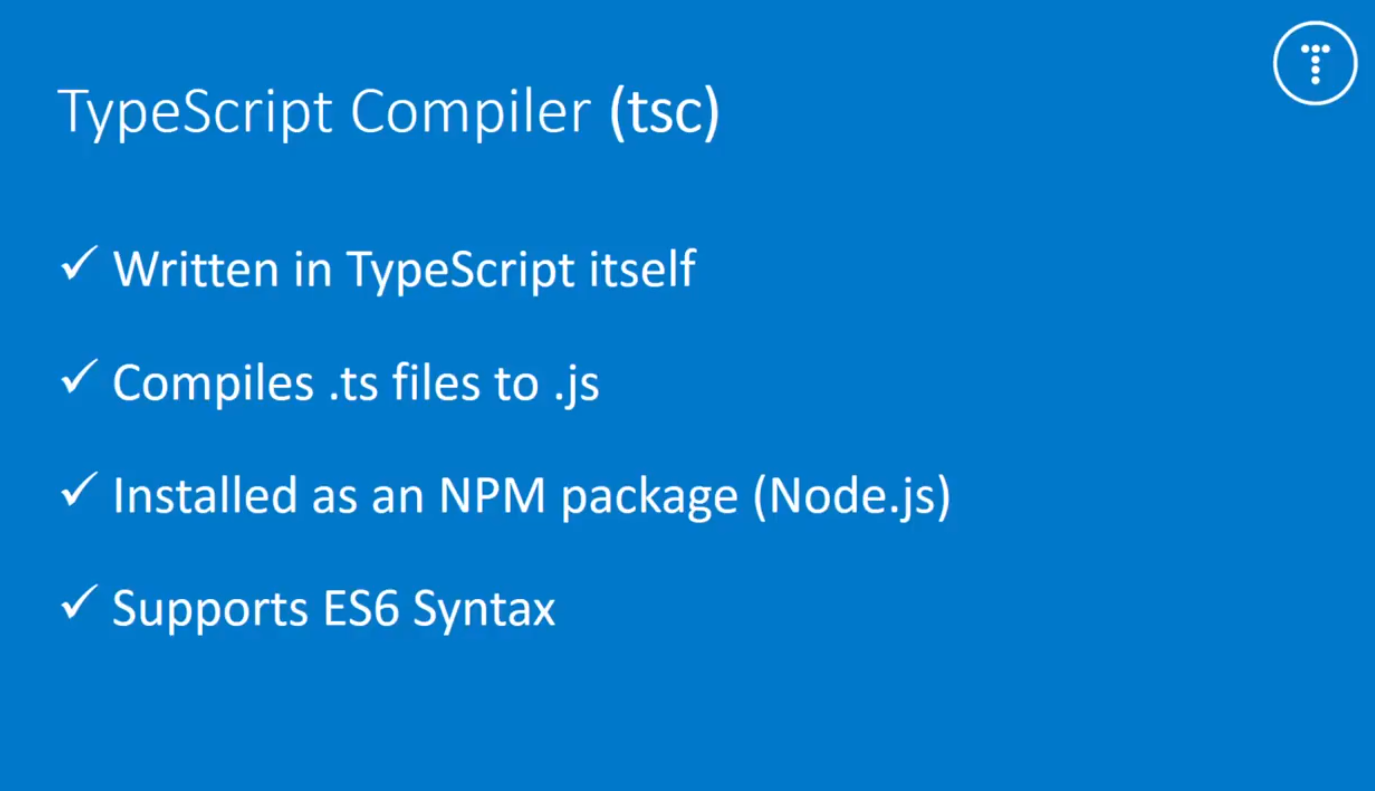 TypeScript Compiler (tsc)
✓ Written in TypeScript itself
✓ Compiles .ts files to .js
✓ Installed as an NPM package (Node.js)
✓ Supports ES6 Syntax
T